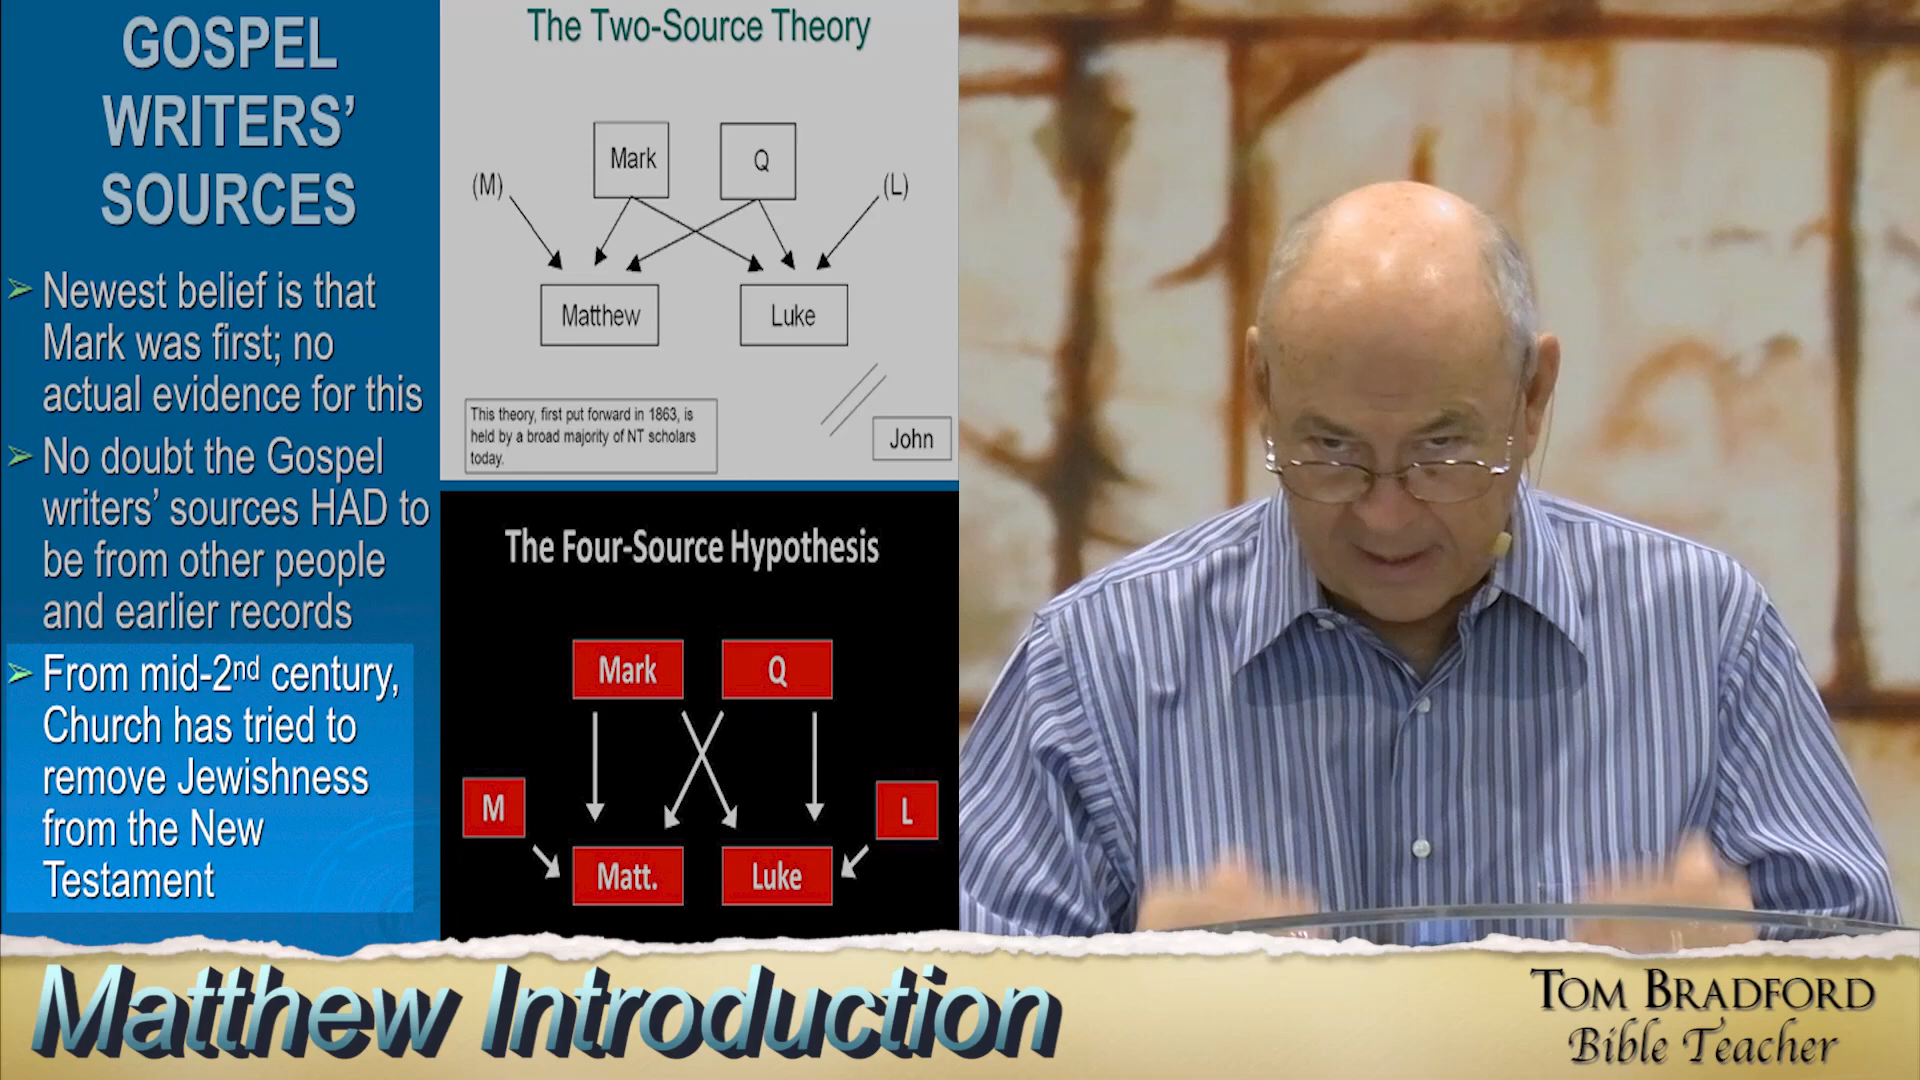 GOSPEL
WRITERS’
SOURCES
Newest belief is that
Mark was first; no
actual evidence for this
No doubt the Gospel
writers’ sources HAD to
be from other people
and earlier records
From mid-2nd century,
Church has tried to
remove Jewishness
from the New
Testament
The Two-Source Theory
Mark
Q
(M)
(L)
Matthew
Luke
This theory, first put forward in 1863, is
held by a broad majority of NT scholars
today.
John
The Four-Source Hypothesis
Mark
Q
M
L
Matt.
Luke
Matthew Introduction
TOM BRADFORD
Bible Teacher